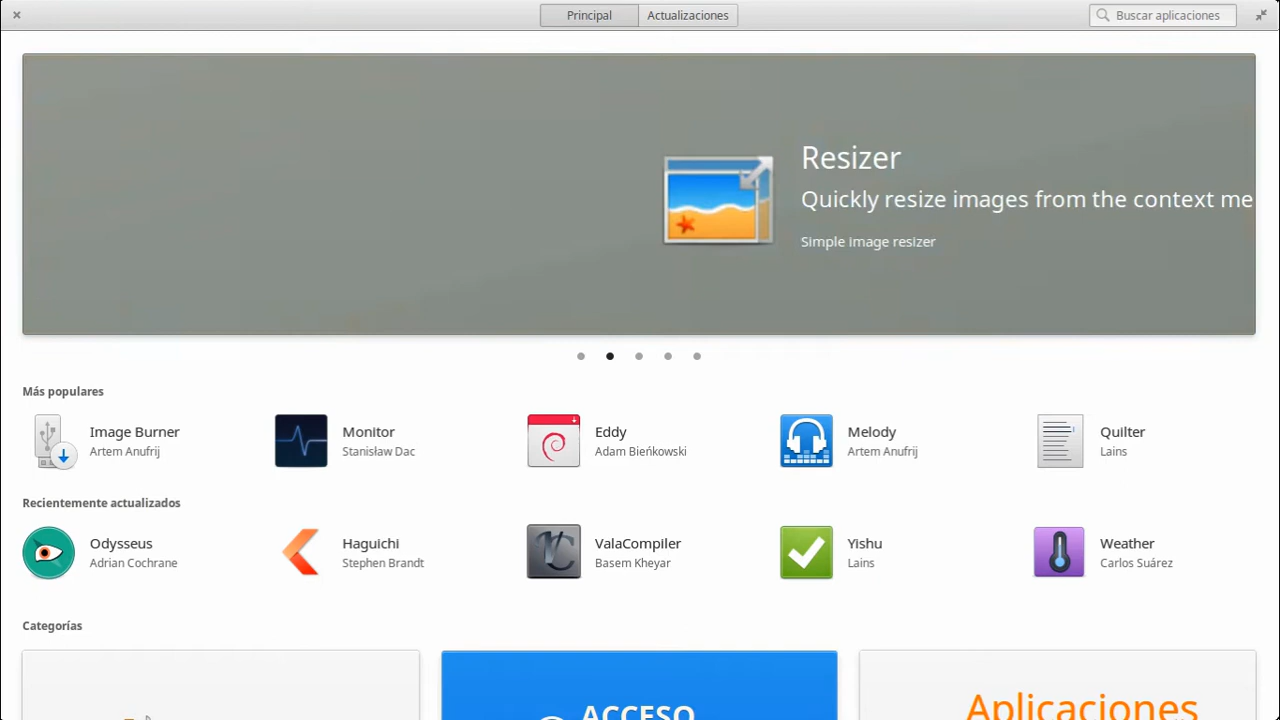 Principal
Actualizaciones
Buscar aplicaciones
Resizer
Quickly resize images from the context me
Simple image resizer
Más populares
Image Burner
Artem Anufrij
Monitor
Stanisław Dac
Eddy
Adam Bieńkowski
Melody
Artem Anufrij
Quilter
Lains
Recientemente actualizados
Odysseus
Adrian Cochrane
Haguichi
Stephen Brandt
ValaCompiler
Basem Kheyar
Yishu
Lains
Weather
Carlos Suárez
Categorías
ACCESO
Aplicaciones